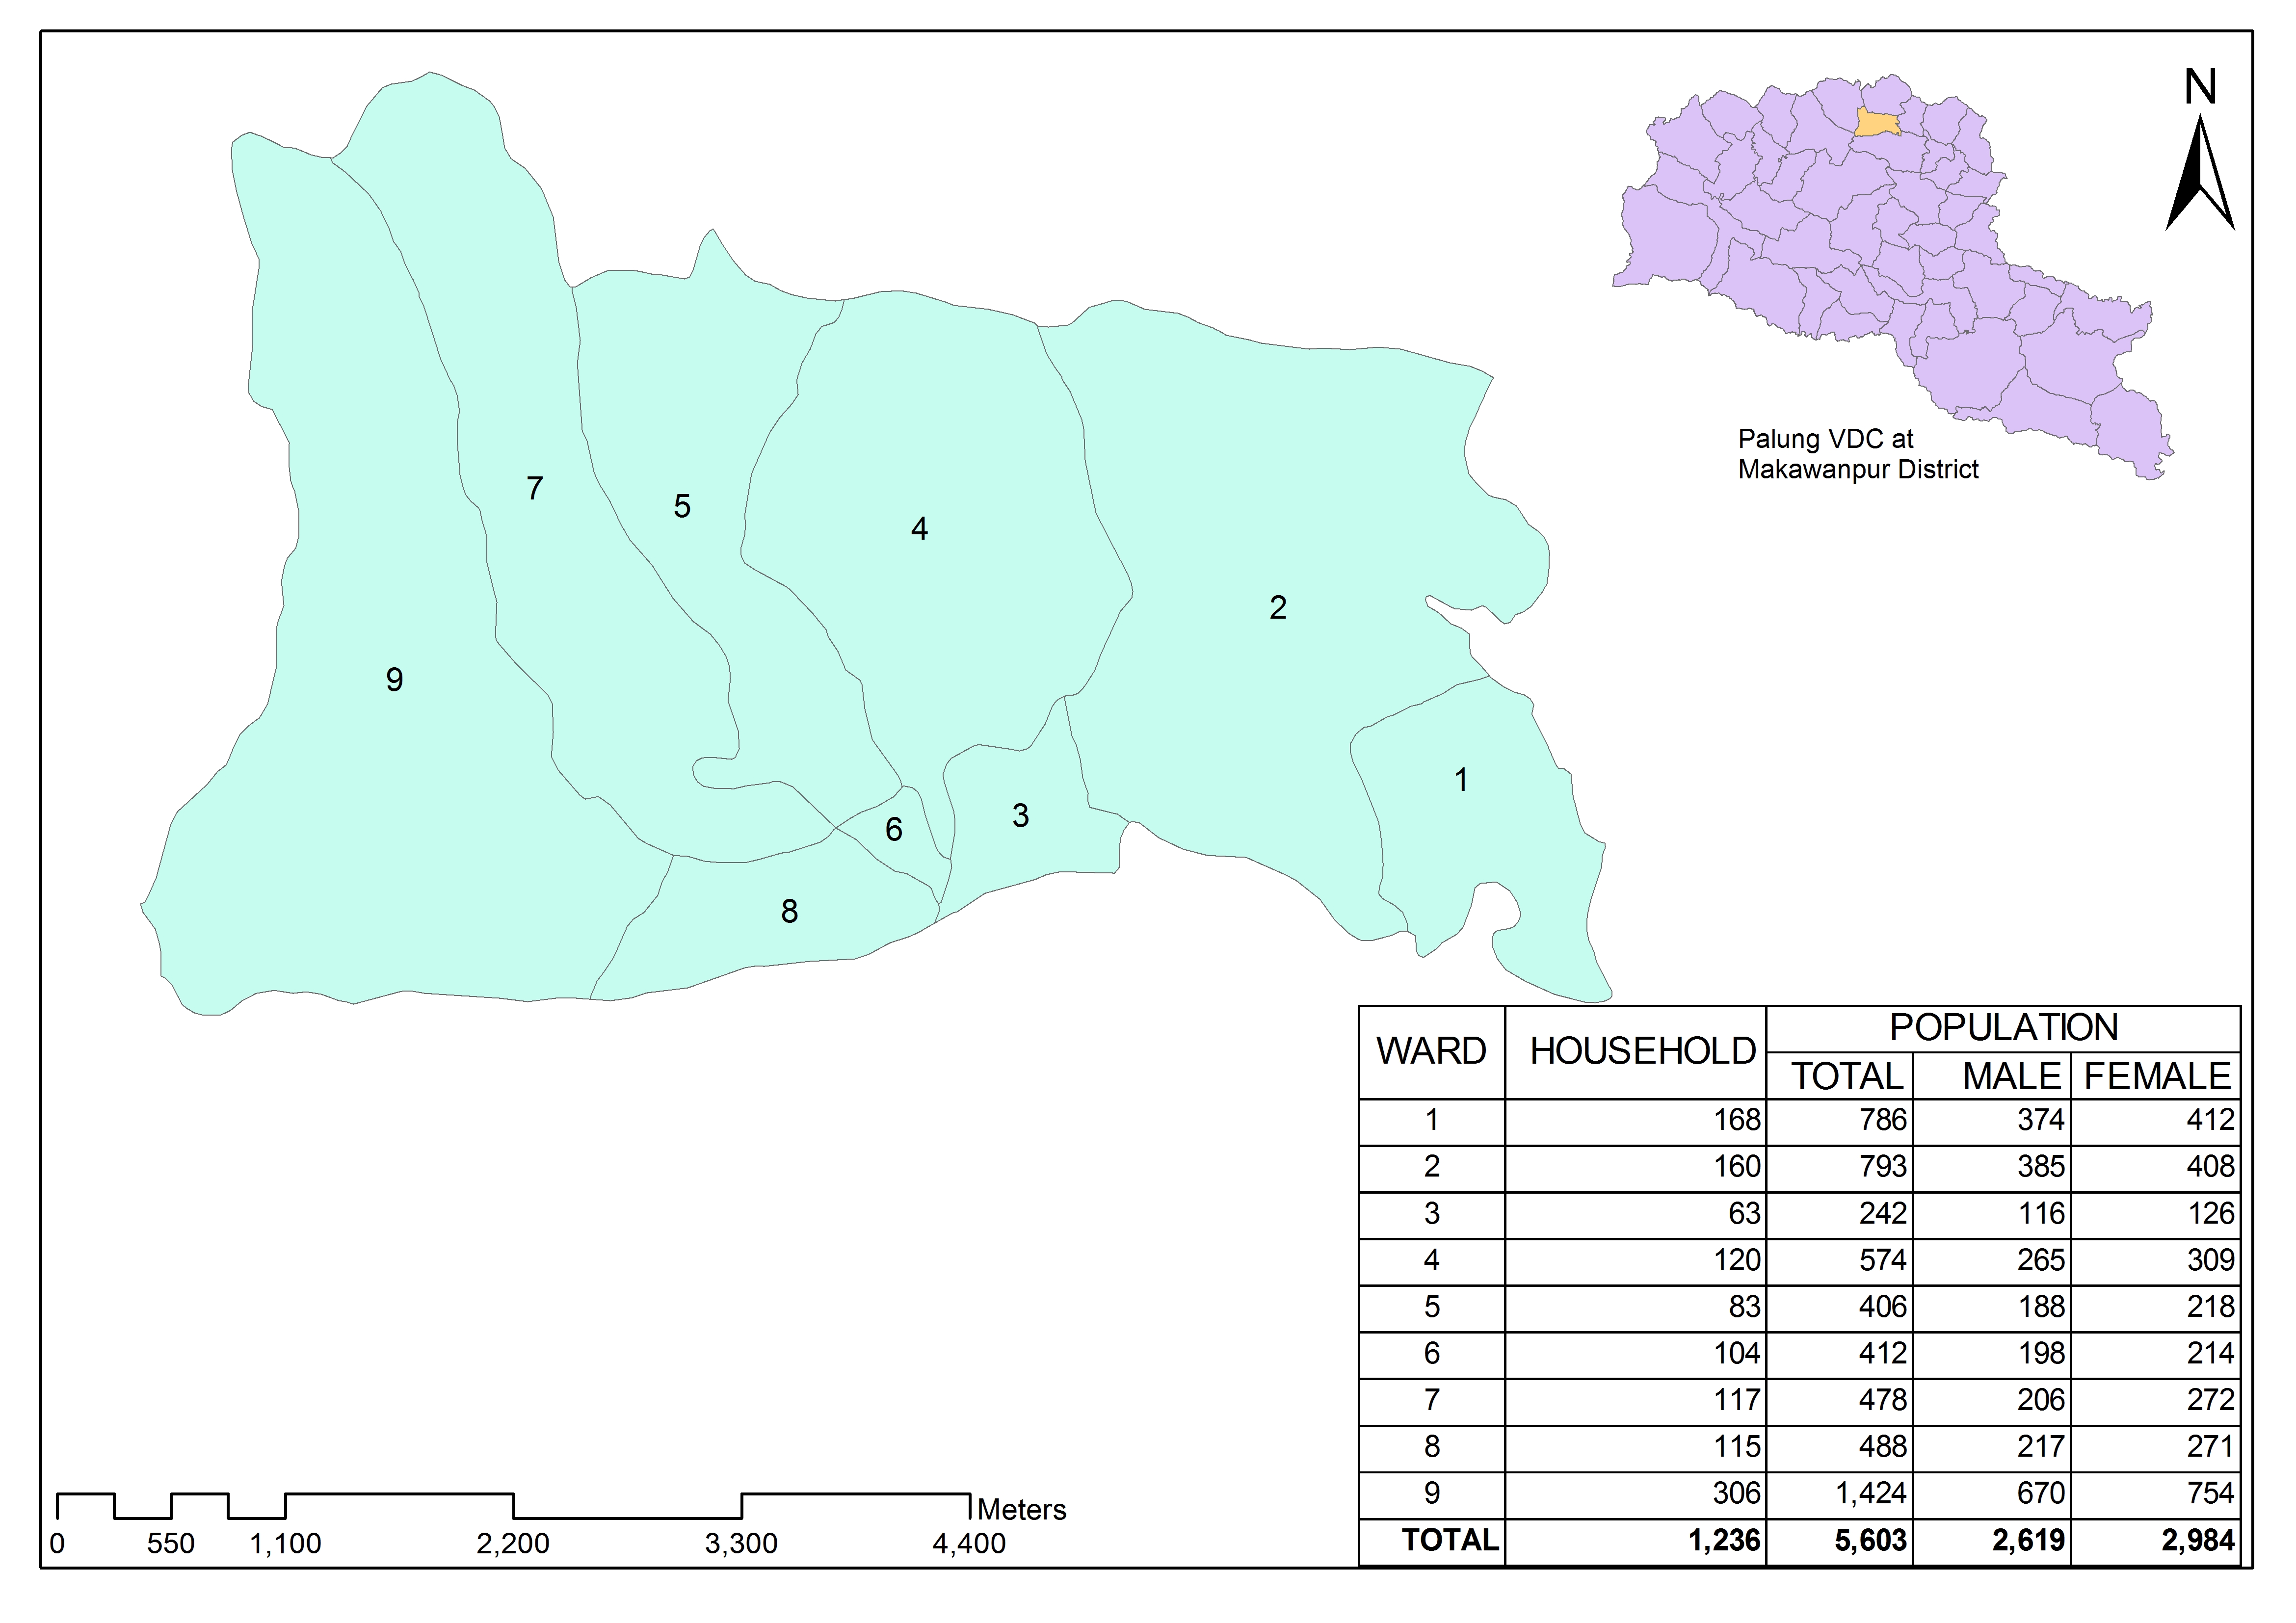 N
Palung VDC at
Makawanpur District
7
5
4
2
9
1
3
6
8
WARD HOUSEHOLD POPULATION
TOTAL MALE FEMALE
1 168 786 374 412
2 160 793 385 408
3 63 242 116 126
4 120 574 265 309
5 83 406 188 218
6 104 412 198 214
7 117 478 206 272
8 115 488 217 271
9 306 1,424 670 754
TOTAL 1,236 5,603 2,619 2,984
Meters
0 550 1,100 2,200 3,300 4,400